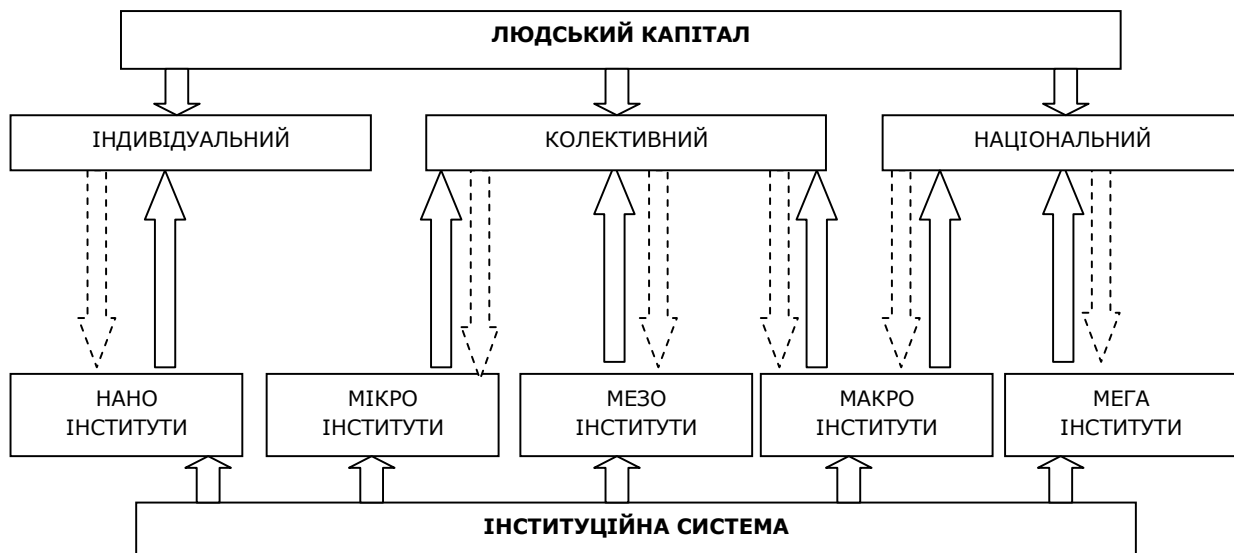 ЛЮДСЬКИЙ КАПІТАЛ
ІНДИВІДУАЛЬНИЙ
КОЛЕКТИВНИЙ
НАЦІОНАЛЬНИЙ
НАНО
ІНСТИТУТИ
МІКРО
ІНСТИТУТИ
МЕЗО
ІНСТИТУТИ
МАКРО
ІНСТИТУТИ
МЕГА
ІНСТИТУТИ
ІНСТИТУЦІЙНА СИСТЕМА